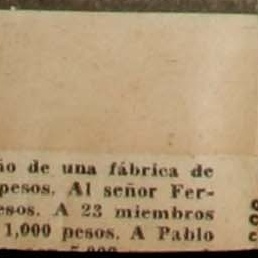 ño de una fábrica de
pesos. Al señor Fer-
esos. A 23 miembros
1,000 pesos. A Pablo